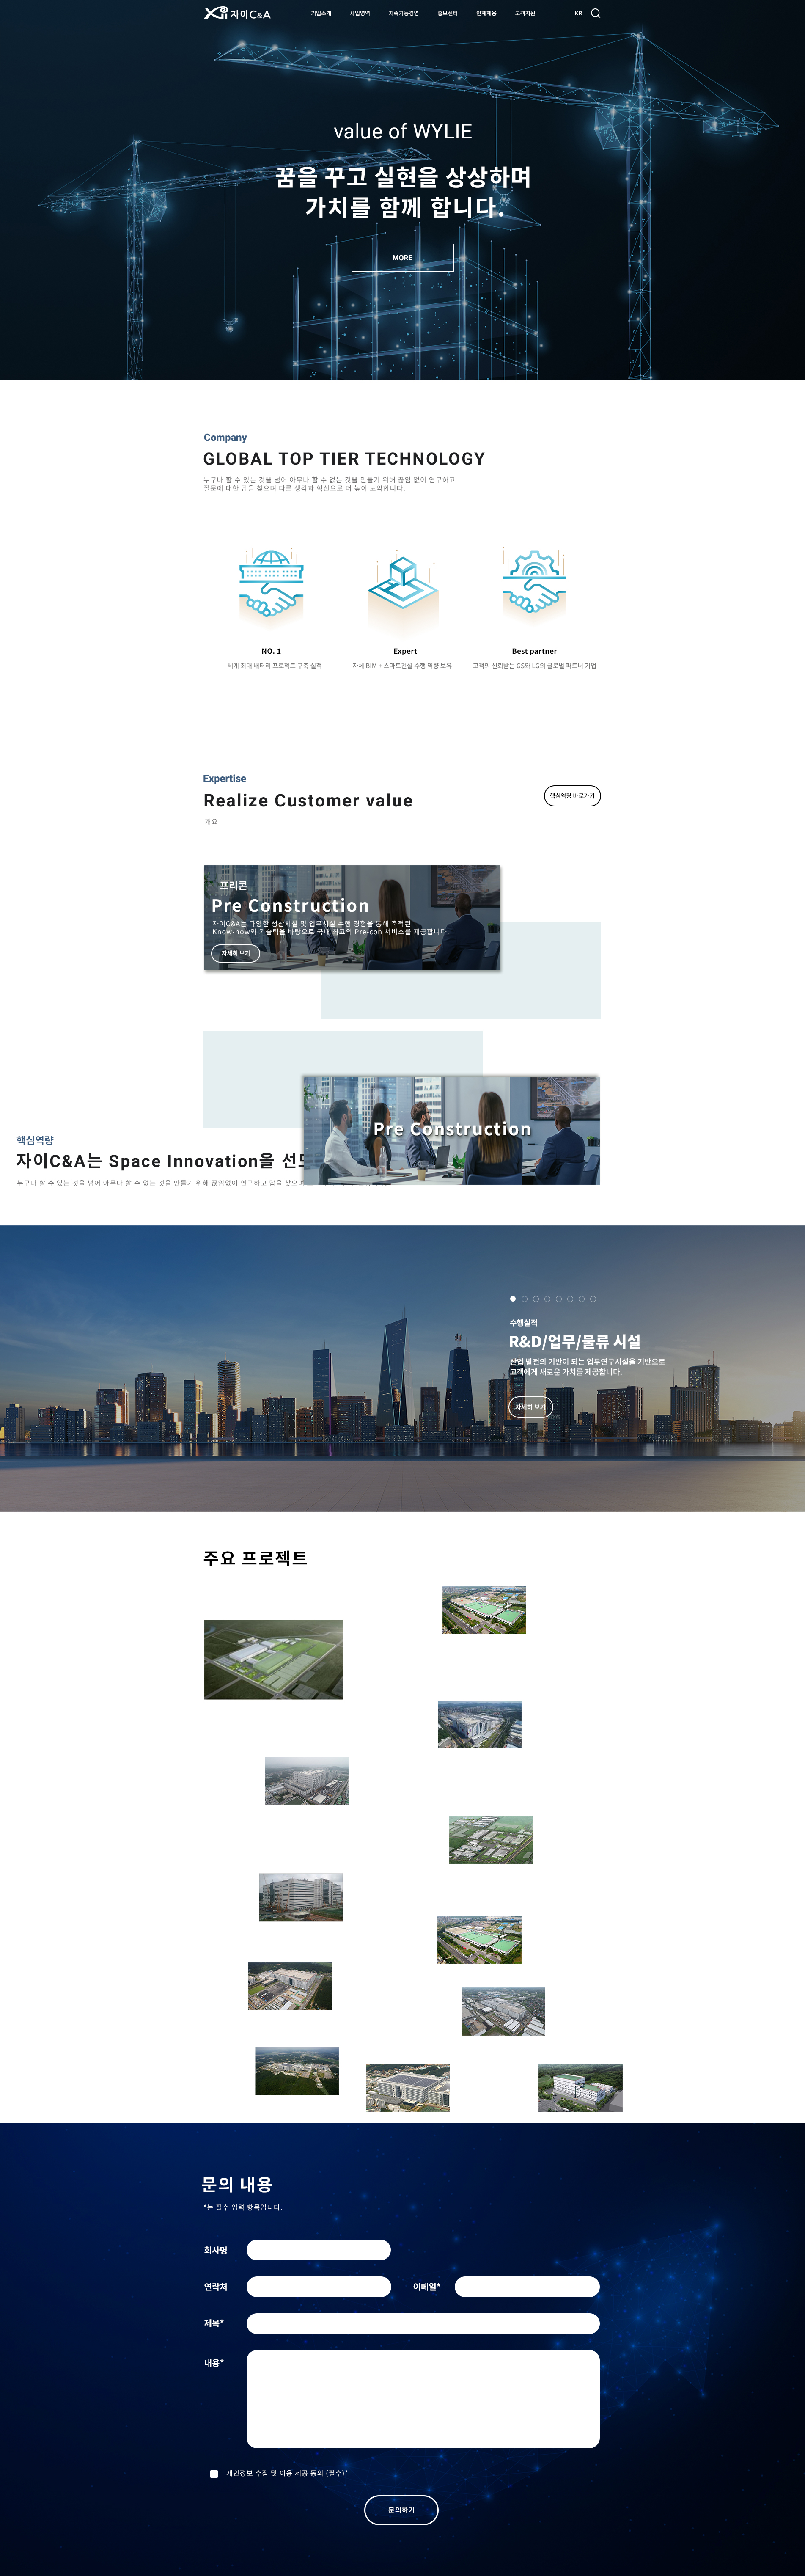 Xi 자이C&A
기업소개 사업영역 지속가능경영 홍보센터 인재채용 고객지원 KR
value of WYLIE
꿈을 꾸고 실현을 상상하며
가치를 함께 합니다.
MORE
Company
GLOBAL TOP TIER TECHNOLOGY
누구나 할 수 있는 것을 넘어 아무나 할 수 없는 것을 만들기 위해 끊임 없이 연구하고
질문에 대한 답을 찾으며 다른 생각과 혁신으로 더 높이 도약합니다.
NO. 1
세계 최대 배터리 프로젝트 구축 실적
Expert
자체 BIM + 스마트건설 수행 역량 보유
Best partner
고객의 신뢰받는 GS와 LG의 글로벌 파트너 기업
Expertise
Realize Customer value
핵심역량 바로가기
개요
프리콘
Pre Construction
자이C&A는 다양한 생산시설 및 업무시설 수행 경험을 통해 축적된
Know-how와 기술력을 바탕으로 국내 최고의 Pre-con 서비스를 제공합니다.
자세히 보기
Pre Construction
핵심역량
자이C&A는 Space Innovation을 선도
누구나 할 수 있는 것을 넘어 아무나 할 수 없는 것을 만들기 위해 끊임없이 연구하고 답을 찾으며
수행실적
R&D/업무/물류 시설
산업 발전의 기반이 되는 업무연구시설을 기반으로
고객에게 새로운 가치를 제공합니다.
자세히 보기
주요 프로젝트
문의 내용
*는 필수 입력 항목입니다.
회사명
연락처
이메일*
제목*
내용*
개인정보 수집 및 이용 제공 동의 (필수)*
문의하기